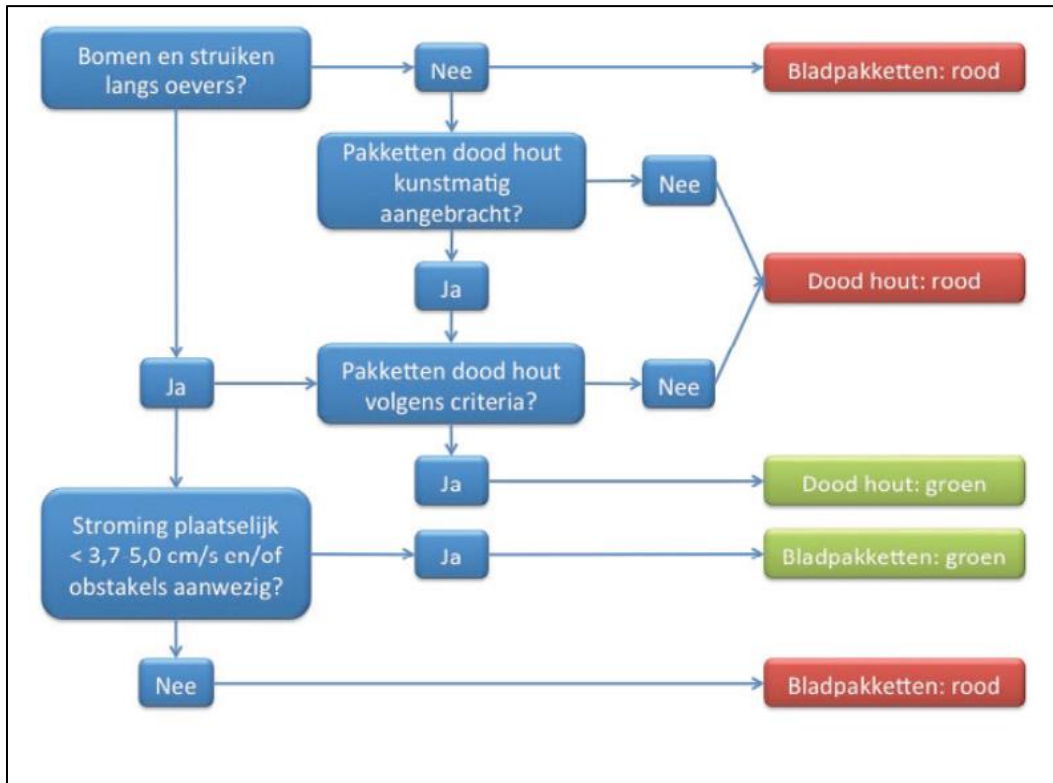 Bomen en struiken
langs oevers?
Nee
Bladpakketten: rood
Pakketten dood hout
kunstmatig
aangebracht?
Nee
Ja
Dood hout: rood
Ja
Pakketten dood hout
volgens criteria?
Nee
Ja
Dood hout: groen
Stroming plaatselijk
< 3,7-5,0 cm/s en/of
obstakels aanwezig?
Ja
Bladpakketten: groen
Nee
Bladpakketten: rood